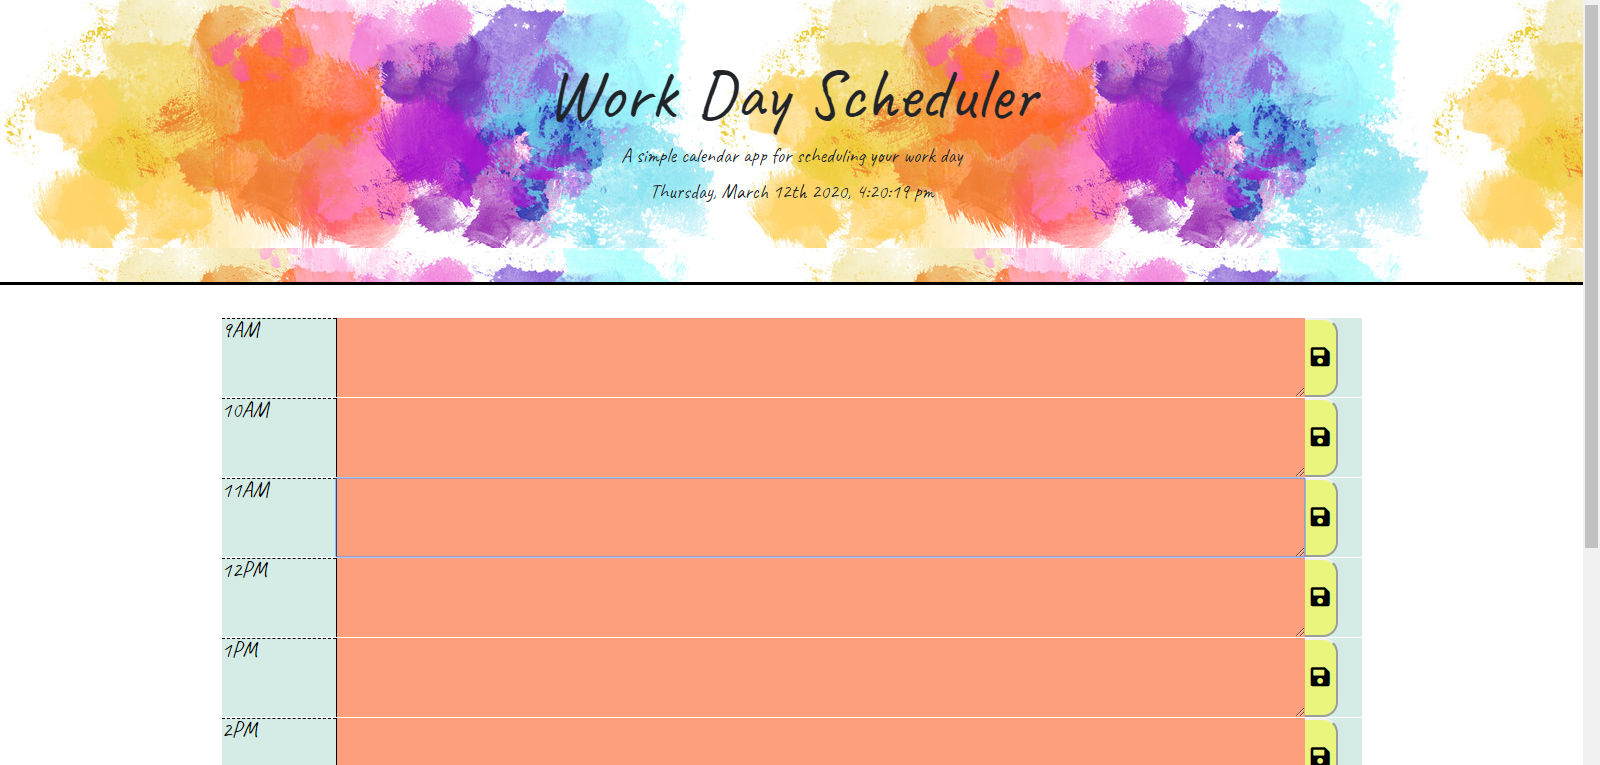 Work Day Scheduler
A simple calendar app for scheduling your work day
Thursday, March 12th 2020, 4:20:19 pm
9AM
10AM
11AM
12PM
1PM
2PM